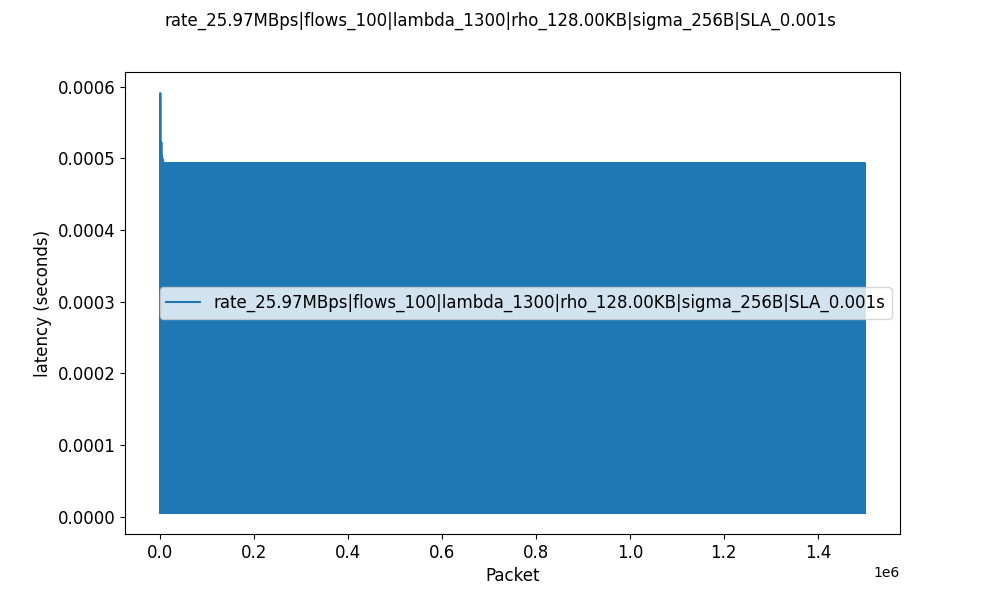 rate_25.97MBps|flows_100|lambda_1300|rho_128.00KB|sigma_256B|SLA_0.001s
0.0006
0.0005
0.0004
0.0003
0.0002
0.0001
0.0000
latency (seconds)
rate_25.97MBps|flows_100|lambda_1300|rho_128.00KB|sigma_256B|SLA_0.001s
0.0 0.2 0.4 0.6 0.8 1.0 1.2 1.4
1e6
Packet